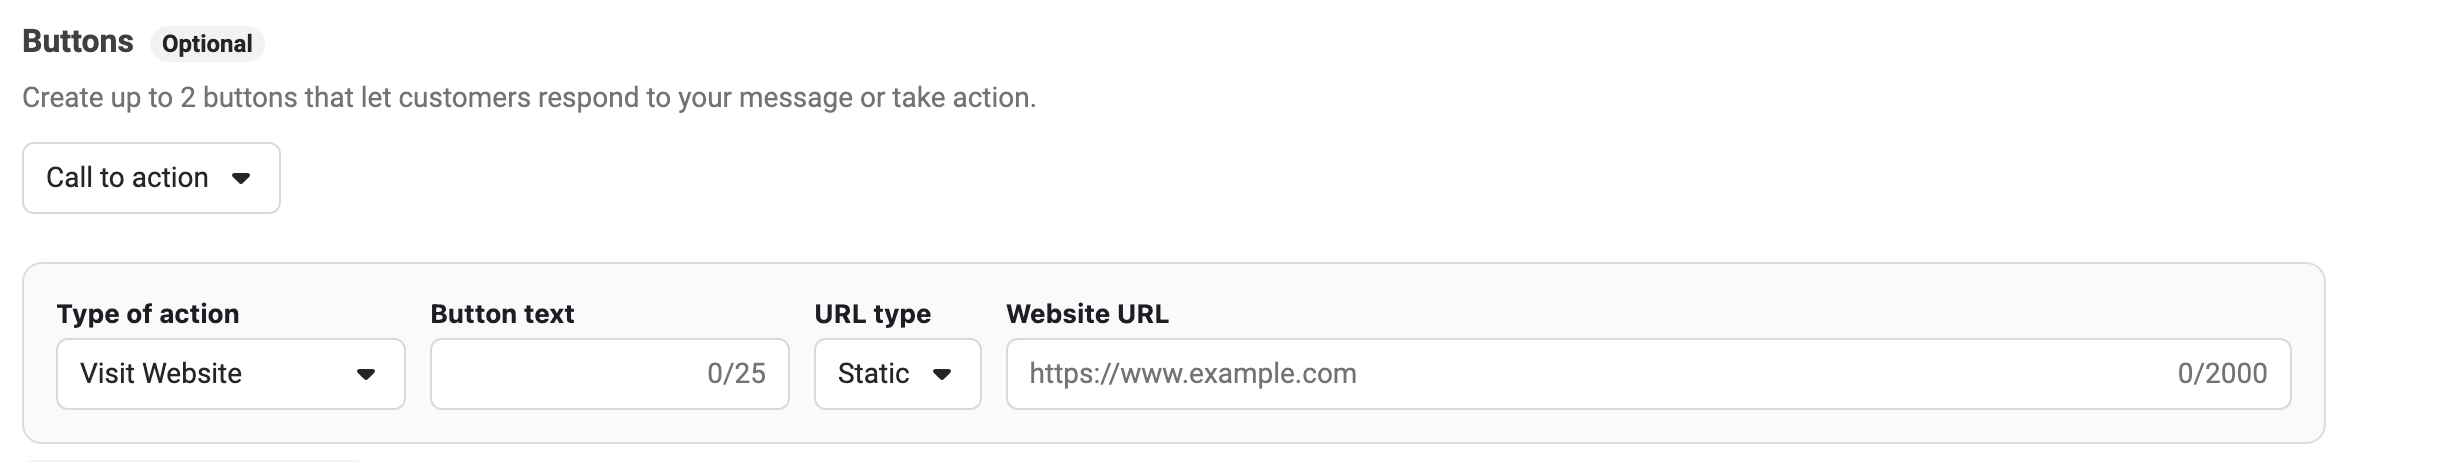 Buttons Optional
Create up to 2 buttons that let customers respond to your message or take action.
Call to action
Type of action Button text URL type Website URL
Visit Website 0/25 Static https://www.example.com 0/2000